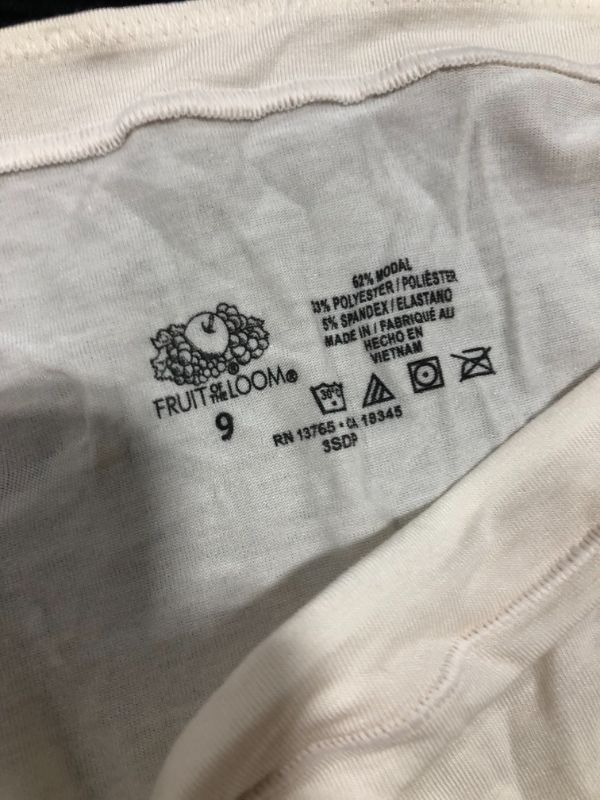 FRUIT OF THE LOOM®
9
62% MODAL
33% POLYESTER / POLIÉSTER
5% SPANDEX / ELASTANO
MADE IN / FABRIQUÉ AU
HECHO EN
VIETNAM
30°C
RN 13765 • CA 19345
3SDP